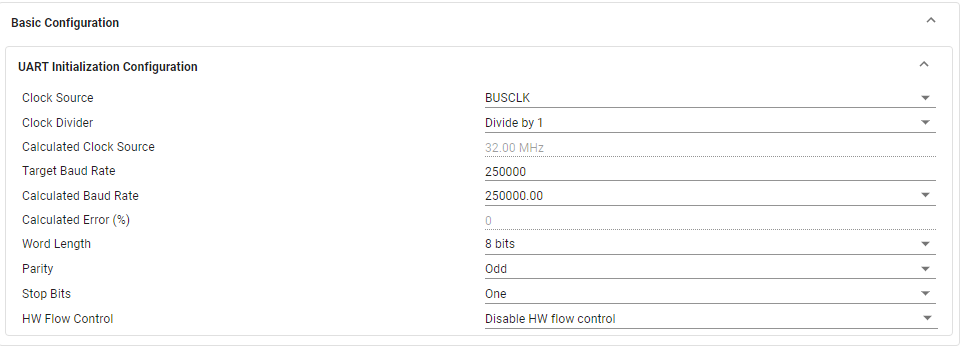 Basic Configuration
UART Initialization Configuration
Clock Source BUSCLK
Clock Divider Divide by 1
Calculated Clock Source 32.00 MHz
Target Baud Rate 250000
Calculated Baud Rate 250000.00
Calculated Error (%) 0
Word Length 8 bits
Parity Odd
Stop Bits One
HW Flow Control Disable HW flow control